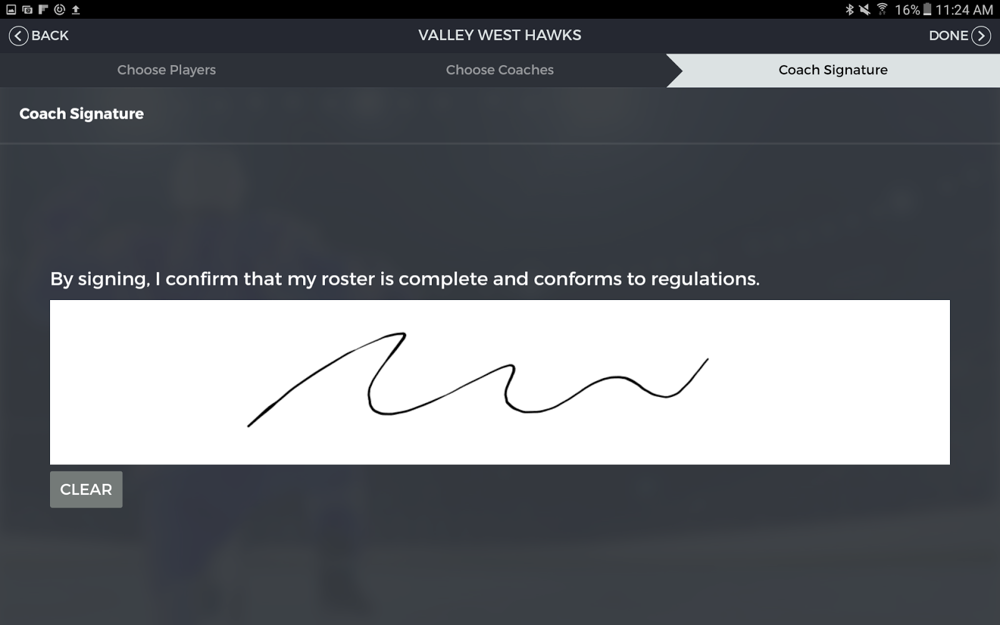 16% 11:24 AM
BACK VALLEY WEST HAWKS DONE
Choose Players Choose Coaches Coach Signature
Coach Signature
By signing, I confirm that my roster is complete and conforms to regulations.
CLEAR